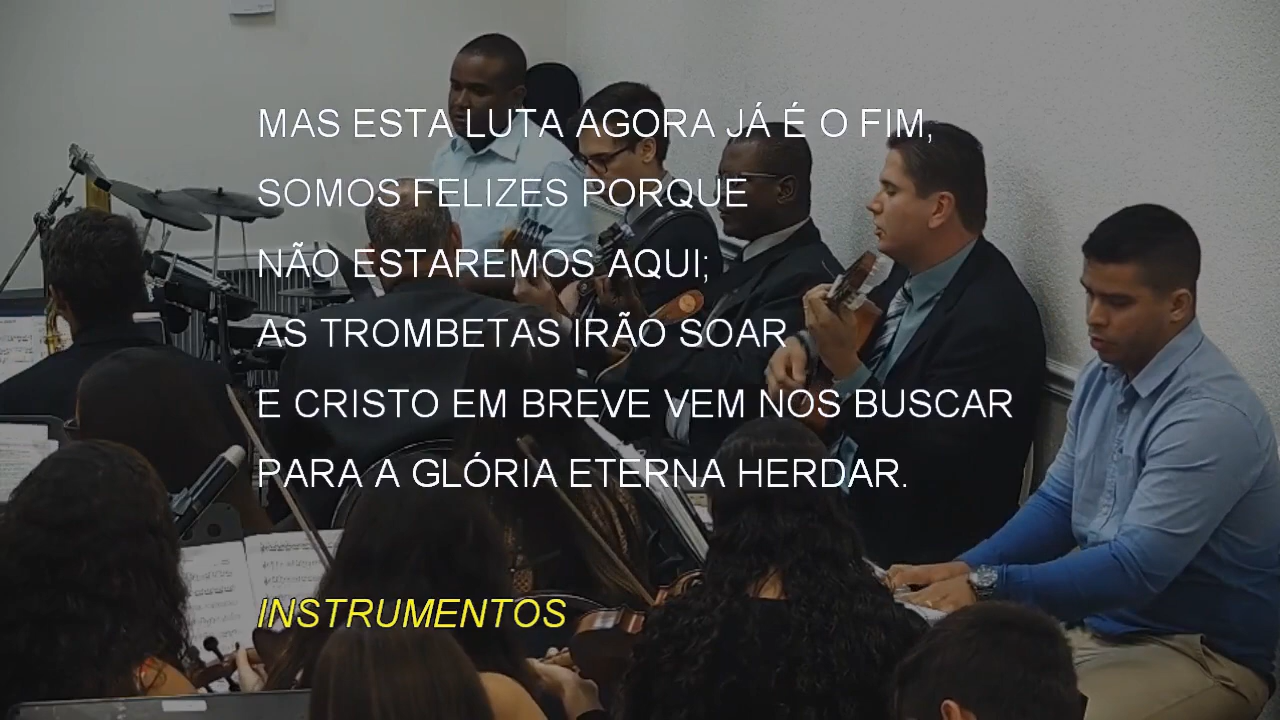 MAS ESTA LUTA AGORA JÁ É O FIM,
SOMOS FELIZES PORQUE
NÃO ESTAREMOS AQUI;
AS TROMBETAS IRÃO SOAR
E CRISTO EM BREVE VEM NOS BUSCAR
PARA A GLÓRIA ETERNA HERDAR.
INSTRUMENTOS